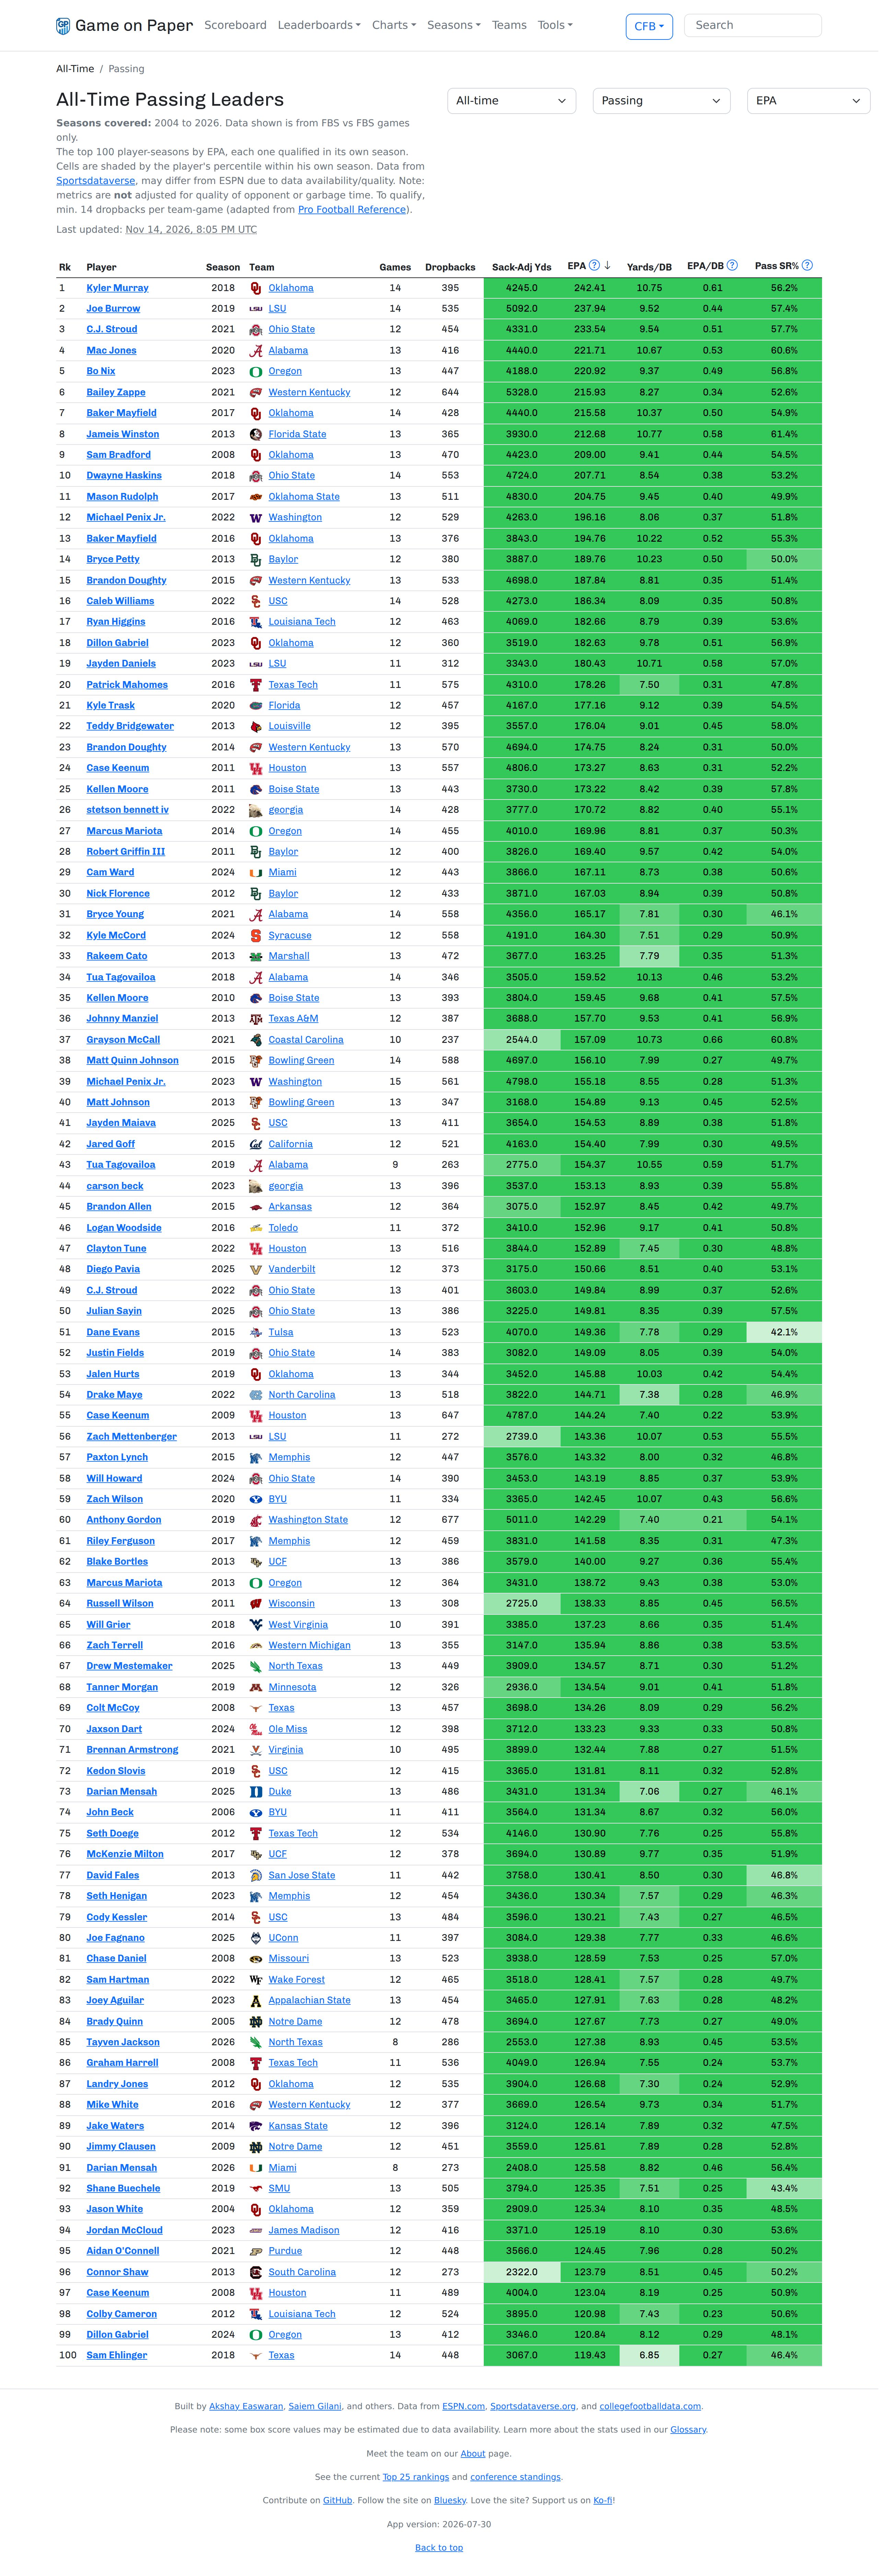 Game on Paper Scoreboard Leaderboards Charts Seasons Teams Tools CFB Search
All-Time / Passing
All-Time Passing Leaders
All-time Passing EPA
Seasons covered: 2004 to 2026. Data shown is from FBS vs FBS games
only.
The top 100 player-seasons by EPA, each one qualified in its own season.
Cells are shaded by the player's percentile within his own season. Data from
Sportsdataverse, may differ from ESPN due to data availability/quality. Note:
metrics are not adjusted for quality of opponent or garbage time. To qualify,
min. 14 dropbacks per team-game (adapted from Pro Football Reference).
Last updated: Nov 14, 2026, 8:05 PM UTC
Rk Player Season Team Games Dropbacks Sack-Adj Yds EPA ? ↓ Yards/DB EPA/DB ? Pass SR% ?
1 Kyler Murray 2018 Oklahoma 14 395 4245.0 242.41 10.75 0.61 56.2%
2 Joe Burrow 2019 LSU 14 535 5092.0 237.94 9.52 0.44 57.4%
3 C.J. Stroud 2021 Ohio State 12 454 4331.0 233.54 9.54 0.51 57.7%
4 Mac Jones 2020 Alabama 13 416 4440.0 221.71 10.67 0.53 60.6%
5 Bo Nix 2023 Oregon 13 447 4188.0 220.92 9.37 0.49 56.8%
6 Bailey Zappe 2021 Western Kentucky 12 644 5328.0 215.93 8.27 0.34 52.6%
7 Baker Mayfield 2017 Oklahoma 14 428 4440.0 215.58 10.37 0.50 54.9%
8 Jameis Winston 2013 Florida State 13 365 3930.0 212.68 10.77 0.58 61.4%
9 Sam Bradford 2008 Oklahoma 13 470 4423.0 209.00 9.41 0.44 54.5%
10 Dwayne Haskins 2018 Ohio State 14 553 4724.0 207.71 8.54 0.38 53.2%
11 Mason Rudolph 2017 Oklahoma State 13 511 4830.0 204.75 9.45 0.40 49.9%
12 Michael Penix Jr. 2022 Washington 12 529 4263.0 196.16 8.06 0.37 51.8%
13 Baker Mayfield 2016 Oklahoma 13 376 3843.0 194.76 10.22 0.52 55.3%
14 Bryce Petty 2013 Baylor 12 380 3887.0 189.76 10.23 0.50 50.0%
15 Brandon Doughty 2015 Western Kentucky 13 533 4698.0 187.84 8.81 0.35 51.4%
16 Caleb Williams 2022 USC 14 528 4273.0 186.34 8.09 0.35 50.8%
17 Ryan Higgins 2016 Louisiana Tech 12 463 4069.0 182.66 8.79 0.39 53.6%
18 Dillon Gabriel 2023 Oklahoma 12 360 3519.0 182.63 9.78 0.51 56.9%
19 Jayden Daniels 2023 LSU 11 312 3343.0 180.43 10.71 0.58 57.0%
20 Patrick Mahomes 2016 Texas Tech 11 575 4310.0 178.26 7.50 0.31 47.8%
21 Kyle Trask 2020 Florida 12 457 4167.0 177.16 9.12 0.39 54.5%
22 Teddy Bridgewater 2013 Louisville 12 395 3557.0 176.04 9.01 0.45 58.0%
23 Brandon Doughty 2014 Western Kentucky 13 570 4694.0 174.75 8.24 0.31 50.0%
24 Case Keenum 2011 Houston 13 557 4806.0 173.27 8.63 0.31 52.2%
25 Kellen Moore 2011 Boise State 13 443 3730.0 173.22 8.42 0.39 57.8%
26 stetson bennett iv 2022 georgia 14 428 3777.0 170.72 8.82 0.40 55.1%
27 Marcus Mariota 2014 Oregon 14 455 4010.0 169.96 8.81 0.37 50.3%
28 Robert Griffin III 2011 Baylor 12 400 3826.0 169.40 9.57 0.42 54.0%
29 Cam Ward 2024 Miami 12 443 3866.0 167.11 8.73 0.38 50.6%
30 Nick Florence 2012 Baylor 12 433 3871.0 167.03 8.94 0.39 50.8%
31 Bryce Young 2021 Alabama 14 558 4356.0 165.17 7.81 0.30 46.1%
32 Kyle McCord 2024 Syracuse 12 558 4191.0 164.30 7.51 0.29 50.9%
33 Rakeem Cato 2013 Marshall 13 472 3677.0 163.25 7.79 0.35 51.3%
34 Tua Tagovailoa 2018 Alabama 14 346 3505.0 159.52 10.13 0.46 53.2%
35 Kellen Moore 2010 Boise State 13 393 3804.0 159.45 9.68 0.41 57.5%
36 Johnny Manziel 2013 Texas A&M 12 387 3688.0 157.70 9.53 0.41 56.9%
37 Grayson McCall 2021 Coastal Carolina 10 237 2544.0 157.09 10.73 0.66 60.8%
38 Matt Quinn Johnson 2015 Bowling Green 14 588 4697.0 156.10 7.99 0.27 49.7%
39 Michael Penix Jr. 2023 Washington 15 561 4798.0 155.18 8.55 0.28 51.3%
40 Matt Johnson 2013 Bowling Green 13 347 3168.0 154.89 9.13 0.45 52.5%
41 Jayden Maiava 2025 USC 13 411 3654.0 154.53 8.89 0.38 51.8%
42 Jared Goff 2015 California 12 521 4163.0 154.40 7.99 0.30 49.5%
43 Tua Tagovailoa 2019 Alabama 9 263 2775.0 154.37 10.55 0.59 51.7%
44 carson beck 2023 georgia 13 396 3537.0 153.13 8.93 0.39 55.8%
45 Brandon Allen 2015 Arkansas 12 364 3075.0 152.97 8.45 0.42 49.7%
46 Logan Woodside 2016 Toledo 11 372 3410.0 152.96 9.17 0.41 50.8%
47 Clayton Tune 2022 Houston 13 516 3844.0 152.89 7.45 0.30 48.8%
48 Diego Pavia 2025 Vanderbilt 12 373 3175.0 150.66 8.51 0.40 53.1%
49 C.J. Stroud 2022 Ohio State 13 401 3603.0 149.84 8.99 0.37 52.6%
50 Julian Sayin 2025 Ohio State 13 386 3225.0 149.81 8.35 0.39 57.5%
51 Dane Evans 2015 Tulsa 13 523 4070.0 149.36 7.78 0.29 42.1%
52 Justin Fields 2019 Ohio State 14 383 3082.0 149.09 8.05 0.39 54.0%
53 Jalen Hurts 2019 Oklahoma 13 344 3452.0 145.88 10.03 0.42 54.4%
54 Drake Maye 2022 North Carolina 13 518 3822.0 144.71 7.38 0.28 46.9%
55 Case Keenum 2009 Houston 13 647 4787.0 144.24 7.40 0.22 53.9%
56 Zach Mettenberger 2013 LSU 11 272 2739.0 143.36 10.07 0.53 55.5%
57 Paxton Lynch 2015 Memphis 12 447 3576.0 143.32 8.00 0.32 46.8%
58 Will Howard 2024 Ohio State 14 390 3453.0 143.19 8.85 0.37 53.9%
59 Zach Wilson 2020 BYU 11 334 3365.0 142.45 10.07 0.43 56.6%
60 Anthony Gordon 2019 Washington State 12 677 5011.0 142.29 7.40 0.21 54.1%
61 Riley Ferguson 2017 Memphis 12 459 3831.0 141.58 8.35 0.31 47.3%
62 Blake Bortles 2013 UCF 13 386 3579.0 140.00 9.27 0.36 55.4%
63 Marcus Mariota 2013 Oregon 12 364 3431.0 138.72 9.43 0.38 53.0%
64 Russell Wilson 2011 Wisconsin 13 308 2725.0 138.33 8.85 0.45 56.5%
65 Will Grier 2018 West Virginia 10 391 3385.0 137.23 8.66 0.35 51.4%
66 Zach Terrell 2016 Western Michigan 13 355 3147.0 135.94 8.86 0.38 53.5%
67 Drew Mestemaker 2025 North Texas 13 449 3909.0 134.57 8.71 0.30 51.2%
68 Tanner Morgan 2019 Minnesota 12 326 2936.0 134.54 9.01 0.41 51.8%
69 Colt McCoy 2008 Texas 13 457 3698.0 134.26 8.09 0.29 56.2%
70 Jaxson Dart 2024 Ole Miss 12 398 3712.0 133.23 9.33 0.33 50.8%
71 Brennan Armstrong 2021 Virginia 10 495 3899.0 132.44 7.88 0.27 51.5%
72 Kedon Slovis 2019 USC 12 415 3365.0 131.81 8.11 0.32 52.8%
73 Darian Mensah 2025 Duke 13 486 3431.0 131.34 7.06 0.27 46.1%
74 John Beck 2006 BYU 11 411 3564.0 131.34 8.67 0.32 56.0%
75 Seth Doege 2012 Texas Tech 12 534 4146.0 130.90 7.76 0.25 55.8%
76 McKenzie Milton 2017 UCF 12 378 3694.0 130.89 9.77 0.35 51.9%
77 David Fales 2013 San Jose State 11 442 3758.0 130.41 8.50 0.30 46.8%
78 Seth Henigan 2023 Memphis 12 454 3436.0 130.34 7.57 0.29 46.3%
79 Cody Kessler 2014 USC 13 484 3596.0 130.21 7.43 0.27 46.5%
80 Joe Fagnano 2025 UConn 11 397 3084.0 129.38 7.77 0.33 46.6%
81 Chase Daniel 2008 Missouri 13 523 3938.0 128.59 7.53 0.25 57.0%
82 Sam Hartman 2022 Wake Forest 12 465 3518.0 128.41 7.57 0.28 49.7%
83 Joey Aguilar 2023 Appalachian State 13 454 3465.0 127.91 7.63 0.28 48.2%
84 Brady Quinn 2005 Notre Dame 12 478 3694.0 127.67 7.73 0.27 49.0%
85 Tayven Jackson 2026 North Texas 8 286 2553.0 127.38 8.93 0.45 53.5%
86 Graham Harrell 2008 Texas Tech 11 536 4049.0 126.94 7.55 0.24 53.7%
87 Landry Jones 2012 Oklahoma 12 535 3904.0 126.68 7.30 0.24 52.9%
88 Mike White 2016 Western Kentucky 12 377 3669.0 126.54 9.73 0.34 51.7%
89 Jake Waters 2014 Kansas State 12 396 3124.0 126.14 7.89 0.32 47.5%
90 Jimmy Clausen 2009 Notre Dame 12 451 3559.0 125.61 7.89 0.28 52.8%
91 Darian Mensah 2026 Miami 8 273 2408.0 125.58 8.82 0.46 56.4%
92 Shane Buechele 2019 SMU 13 505 3794.0 125.35 7.51 0.25 43.4%
93 Jason White 2004 Oklahoma 12 359 2909.0 125.34 8.10 0.35 48.5%
94 Jordan McCloud 2023 James Madison 12 416 3371.0 125.19 8.10 0.30 53.6%
95 Aidan O'Connell 2021 Purdue 12 448 3566.0 124.45 7.96 0.28 50.2%
96 Connor Shaw 2013 South Carolina 12 273 2322.0 123.79 8.51 0.45 50.2%
97 Case Keenum 2008 Houston 11 489 4004.0 123.04 8.19 0.25 50.9%
98 Colby Cameron 2012 Louisiana Tech 12 524 3895.0 120.98 7.43 0.23 50.6%
99 Dillon Gabriel 2024 Oregon 13 412 3346.0 120.84 8.12 0.29 48.1%
100 Sam Ehlinger 2018 Texas 14 448 3067.0 119.43 6.85 0.27 46.4%
Built by Akshay Easwaran, Saiem Gilani, and others. Data from ESPN.com, Sportsdataverse.org, and collegefootballdata.com.
Please note: some box score values may be estimated due to data availability. Learn more about the stats used in our Glossary.
Meet the team on our About page.
See the current Top 25 rankings and conference standings.
Contribute on GitHub. Follow the site on Bluesky. Love the site? Support us on Ko-fi!
App version: 2026-07-30
Back to top